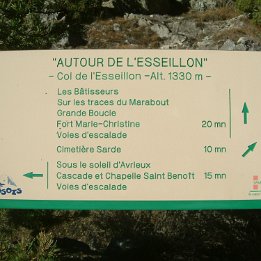 "AUTOUR DE L'ESSEILLON"
– Col de l'Esseillon –Alt. 1330 m –
Les Bâtisseurs
Sur les traces du Marabout
Grande Boucle
Fort Marie-Christine 20 mn
Voies d'escalade
Cimetière Sarde 10 mn
Sous le soleil d'Avrieux
Cascade et Chapelle Saint Benoît 15 mn
Voies d'escalade